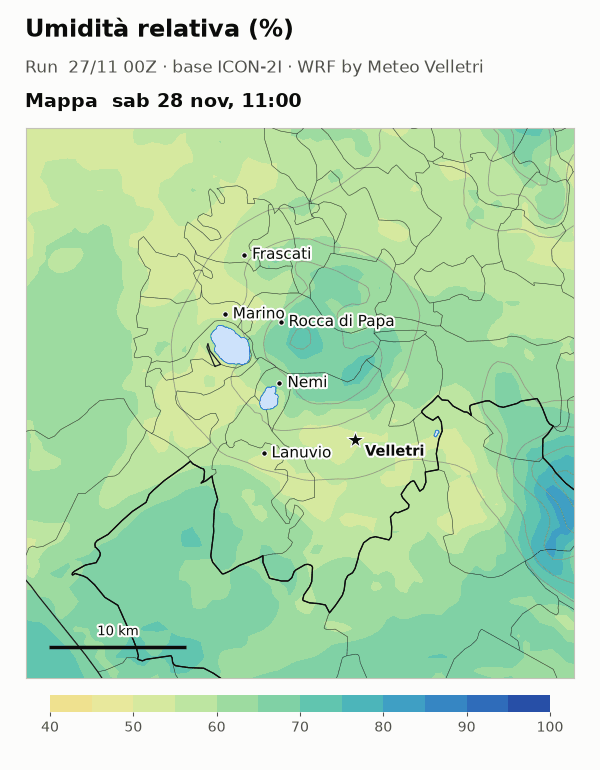 Umidità relativa (%)
Run  27/11 00Z · base ICON-2I · WRF by Meteo Velletri
Mappa  sab 28 nov, 11:00
Frascati
Marino
Rocca di Papa
Nemi
Lanuvio
Velletri
10 km
40 50 60 70 80 90 100